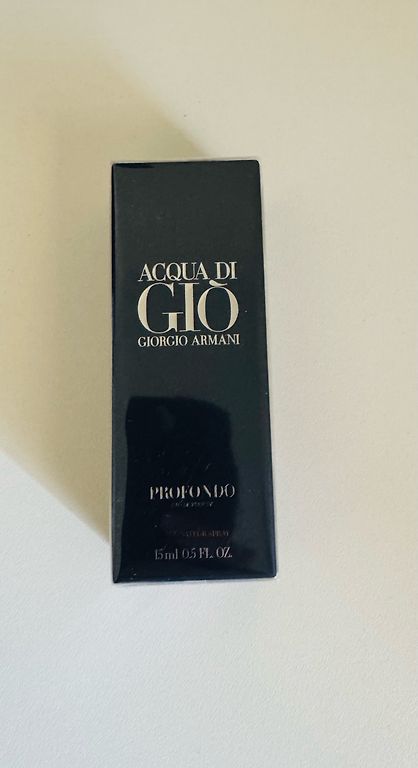 ACQUA DI
GIÒ
GIORGIO ARMANI
PROFONDO
15 ml 0.5 FL. OZ.